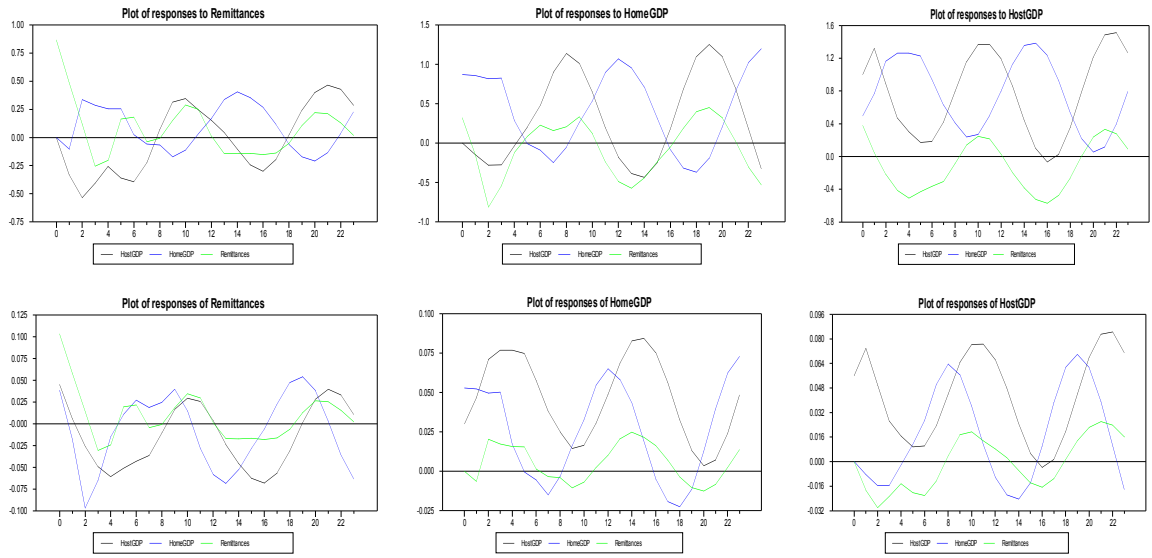 Plot of responses to Remittances
1.00
0.75
0.50
0.25
0.00
-0.25
-0.50
-0.75
0 2 4 6 8 10 12 14 16 18 20 22
HostGDP HomeGDP Remittances
Plot of responses to HomeGDP
1.5
1.0
0.5
0.0
-0.5
-1.0
0 2 4 6 8 10 12 14 16 18 20 22
HostGDP HomeGDP Remittances
Plot of responses to HostGDP
1.6
1.2
0.8
0.4
0.0
-0.4
-0.8
0 2 4 6 8 10 12 14 16 18 20 22
HostGDP HomeGDP Remittances
Plot of responses of Remittances
0.125
0.100
0.075
0.050
0.025
-0.000
-0.025
-0.050
-0.075
-0.100
0 2 4 6 8 10 12 14 16 18 20 22
HostGDP HomeGDP Remittances
Plot of responses of HomeGDP
0.100
0.075
0.050
0.025
0.000
-0.025
0 2 4 6 8 10 12 14 16 18 20 22
HostGDP HomeGDP Remittances
Plot of responses of HostGDP
0.096
0.080
0.064
0.048
0.032
0.016
0.000
-0.016
-0.032
0 2 4 6 8 10 12 14 16 18 20 22
HostGDP HomeGDP Remittances